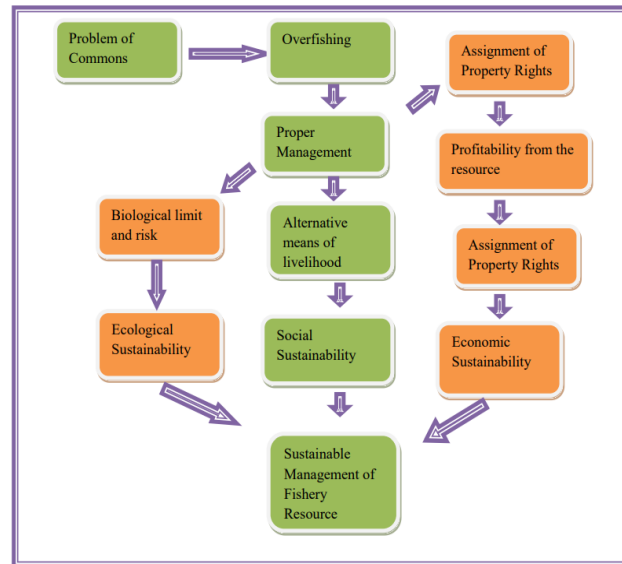 Problem of
Commons
Overfishing
Assignment of
Property Rights
Proper
Management
Profitability from the
resource
Biological limit
and risk
Alternative
means of
livelihood
Assignment of
Property Rights
Ecological
Sustainability
Social
Sustainability
Economic
Sustainability
Sustainable
Management of
Fishery
Resource